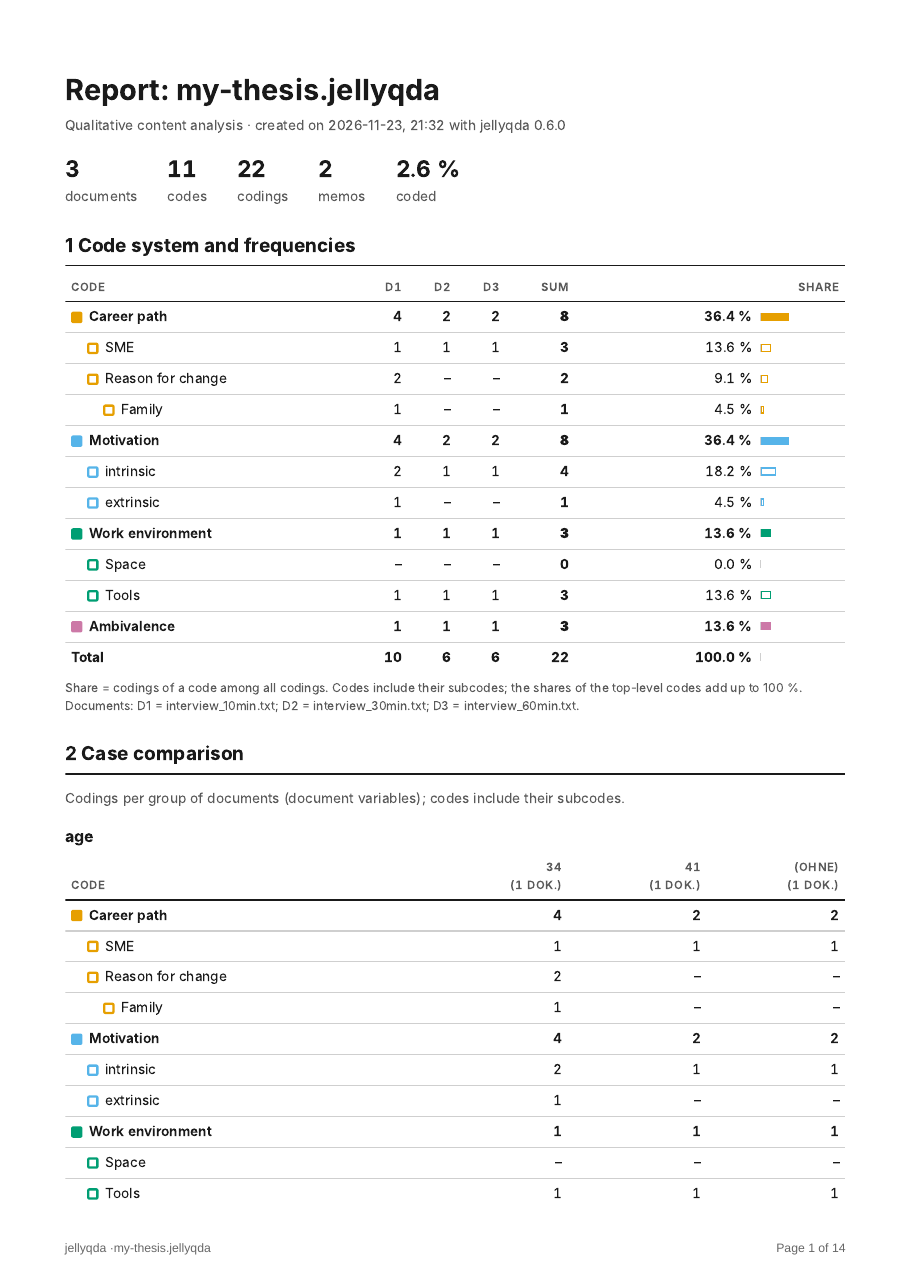 Report: my-thesis.jellyqda
Qualitative content analysis · created on 2026-11-23, 21:32 with jellyqda 0.6.0
3 11 22 2 2.6 %
documents codes codings memos coded
1 Code system and frequencies
CODE D1 D2 D3 SUM SHARE
Career path 4 2 2 8 36.4 %
SME 1 1 1 3 13.6 %
Reason for change 2 – – 2 9.1 %
Family 1 – – 1 4.5 %
Motivation 4 2 2 8 36.4 %
intrinsic 2 1 1 4 18.2 %
extrinsic 1 – – 1 4.5 %
Work environment 1 1 1 3 13.6 %
Space – – – 0 0.0 %
Tools 1 1 1 3 13.6 %
Ambivalence 1 1 1 3 13.6 %
Total 10 6 6 22 100.0 %
Share = codings of a code among all codings. Codes include their subcodes; the shares of the top-level codes add up to 100 %.
Documents: D1 = interview_10min.txt; D2 = interview_30min.txt; D3 = interview_60min.txt.
2 Case comparison
Codings per group of documents (document variables); codes include their subcodes.
age
34 41 (OHNE)
CODE (1 DOK.) (1 DOK.) (1 DOK.)
Career path 4 2 2
SME 1 1 1
Reason for change 2 – –
Family 1 – –
Motivation 4 2 2
intrinsic 2 1 1
extrinsic 1 – –
Work environment 1 1 1
Space – – –
Tools 1 1 1
jellyqda ·my-thesis.jellyqda Page 1 of 14